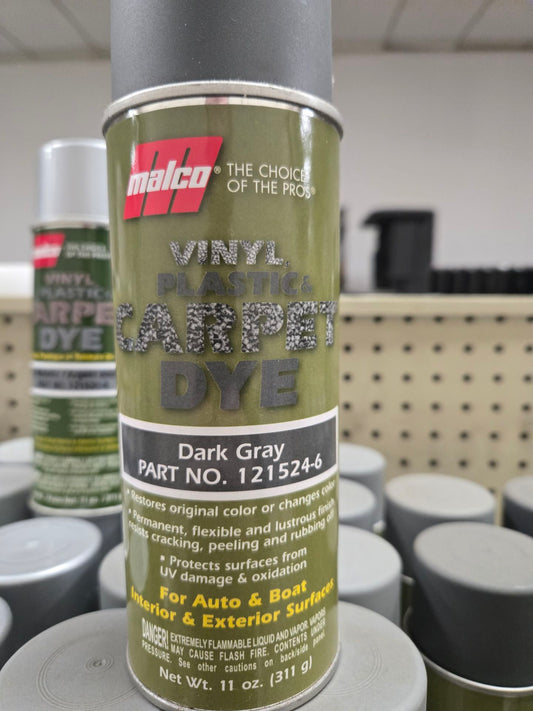 malco® THE CHOICE
OF THE PROS®
VINYL,
PLASTIC &
CARPET
DYE
Dark Gray
PART NO. 121524-6
• Restores original color or changes color
• Permanent, flexible and lustrous finish
resists cracking, peeling and rubbing off
• Protects surfaces from
UV damage & oxidation
For Auto & Boat
Interior & Exterior Surfaces
DANGER! EXTREMELY FLAMMABLE LIQUID AND VAPOR. VAPORS
MAY CAUSE FLASH FIRE. CONTENTS UNDER
PRESSURE. See other cautions on back/side panel.
Net Wt. 11 oz. (311 g)
malco
VINYL
PLASTIC &
CARPE
DYE